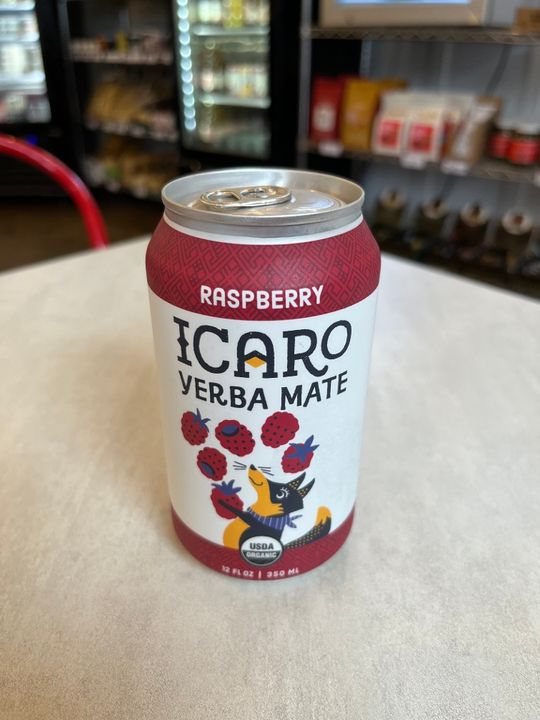 RASPBERRY
ICARO
YERBA MATE
USDA
ORGANIC
12 FL OZ | 350 ML